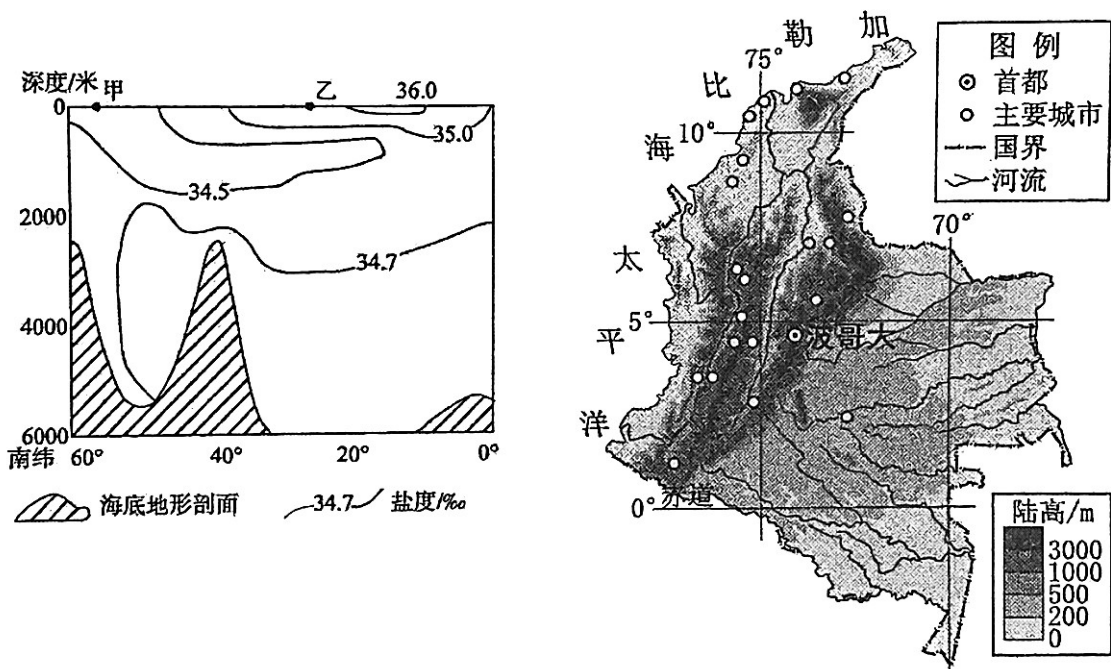 深度/米
甲
乙
36.0
0
35.0
34.5
2000
34.7
4000
6000
南纬 60° 40° 20° 0°
海底地形剖面
34.7
盐度/‰
加
勒
比
海
75°
10°
70°
太
平
洋
5°
波哥大
赤道
0°
图例
首都
主要城市
国界
河流
陆高/m
3000
1000
500
200
0